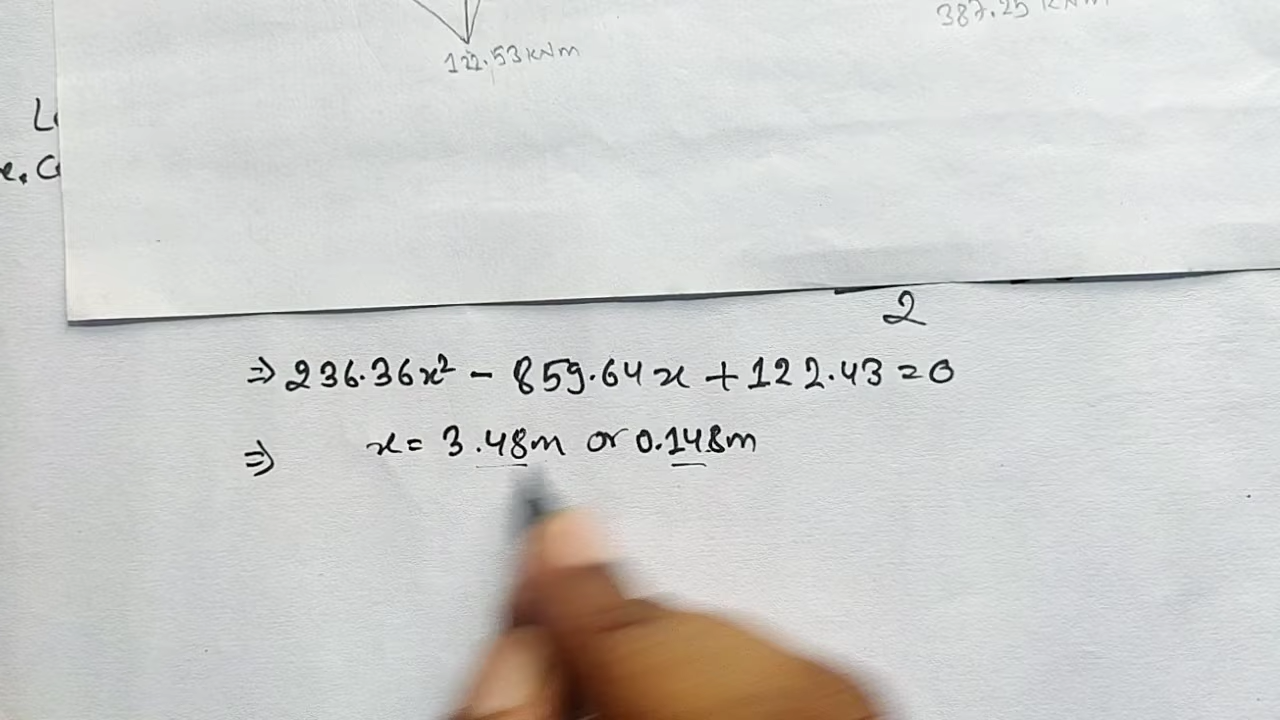 122.53 kNm
387.25 kNm
2
⇒ 236.36x² - 859.64x + 122.43 = 0
⇒ x = 3.48m or 0.148m